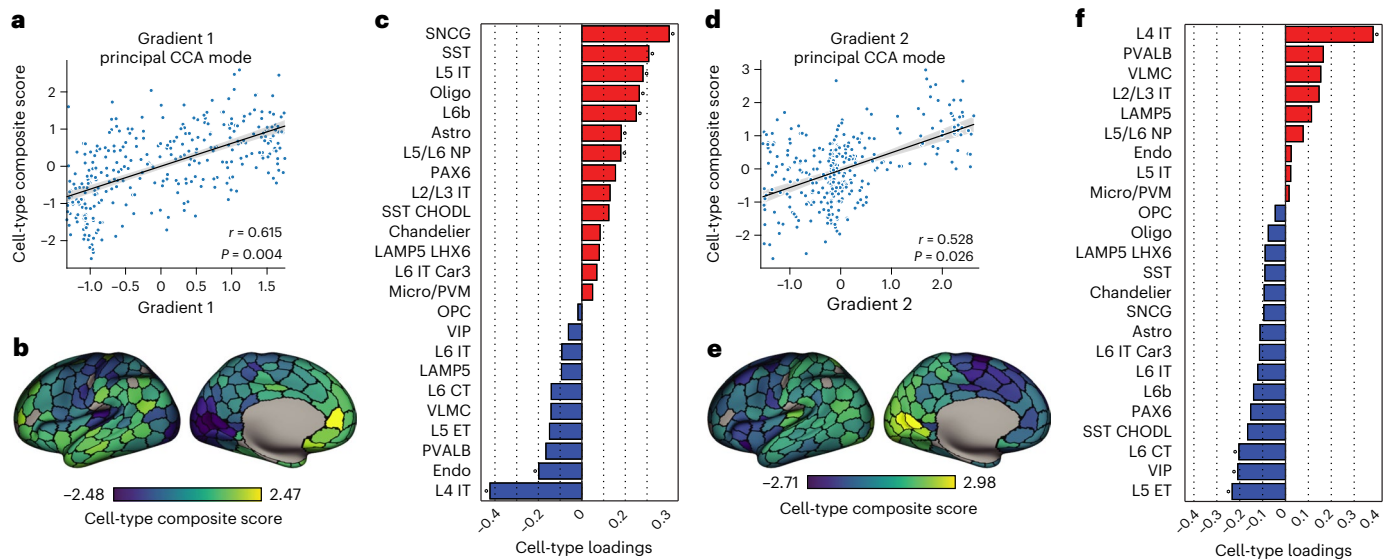 a
Gradient 1
principal CCA mode
Cell-type composite score
2
1
0
−1
−2
r = 0.615
P = 0.004
−1.0
−0.5
0
0.5
1.0
1.5
Gradient 1
b
−2.48
2.47
Cell-type composite score
c
SNCG
SST
L5 IT
Oligo
L6b
Astro
L5/L6 NP
PAX6
L2/L3 IT
SST CHODL
Chandelier
LAMP5 LHX6
L6 IT Car3
Micro/PVM
OPC
VIP
L6 IT
LAMP5
L6 CT
VLMC
L5 ET
PVALB
Endo
L4 IT
−0.4
−0.2
0
0.2
0.3
Cell-type loadings
d
Gradient 2
principal CCA mode
Cell-type composite score
3
2
1
0
−1
−2
r = 0.528
P = 0.026
−1.0
0
1.0
2.0
Gradient 2
e
−2.71
2.98
Cell-type composite score
f
L4 IT
PVALB
VLMC
L2/L3 IT
LAMP5
L5/L6 NP
Endo
L5 IT
Micro/PVM
OPC
Oligo
LAMP5 LHX6
SST
Chandelier
SNCG
Astro
L6 IT Car3
L6 IT
L6b
PAX6
SST CHODL
L6 CT
VIP
L5 ET
−0.4
−0.3
−0.2
−0.1
0
0.1
0.2
0.3
0.4
Cell-type loadings